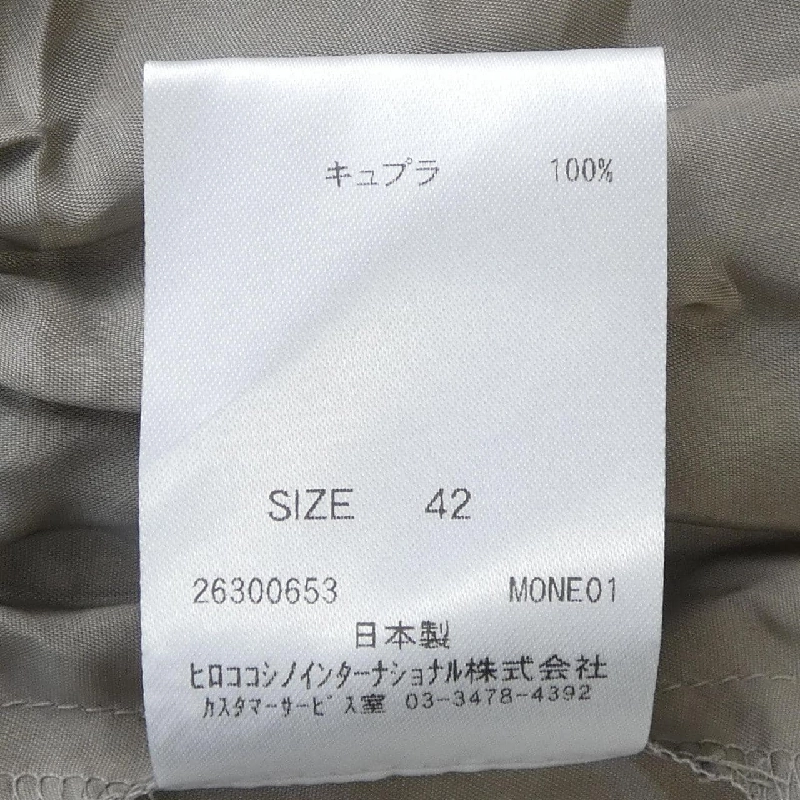 キュプラ 100%
SIZE 42
26300653 MONE01
日本製
ヒロココシノインターナショナル株式会社
カスタマーサービス室 03-3478-4392